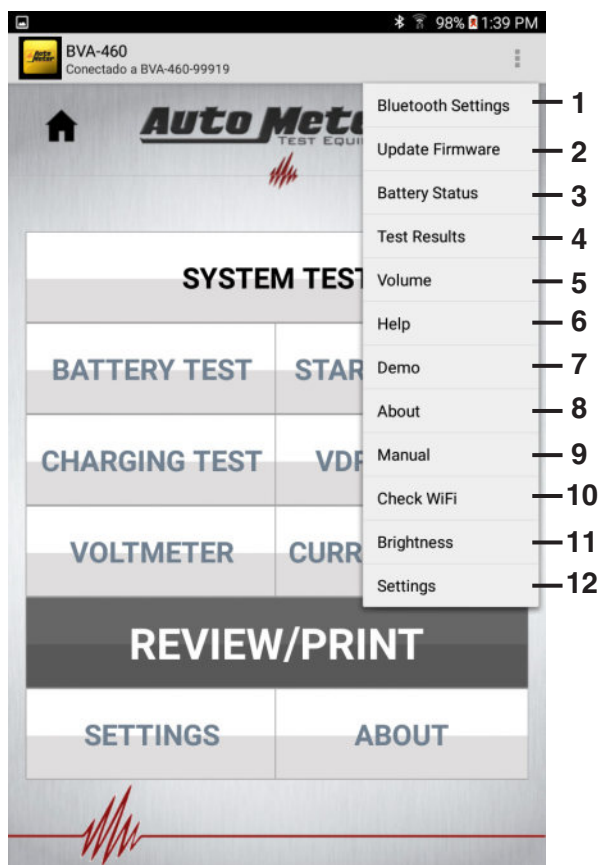 98% 1:39 PM
BVA-460
Conectado a BVA-460-99919
Auto Meter
Auto Mete
TEST EQUI
Bluetooth Settings 1
Update Firmware 2
Battery Status 3
Test Results 4
Volume 5
Help 6
Demo 7
About 8
Manual 9
Check WiFi 10
Brightness 11
Settings 12
SYSTEM TEST
BATTERY TEST STAR
CHARGING TEST VDR
VOLTMETER CURR
REVIEW/PRINT
SETTINGS ABOUT